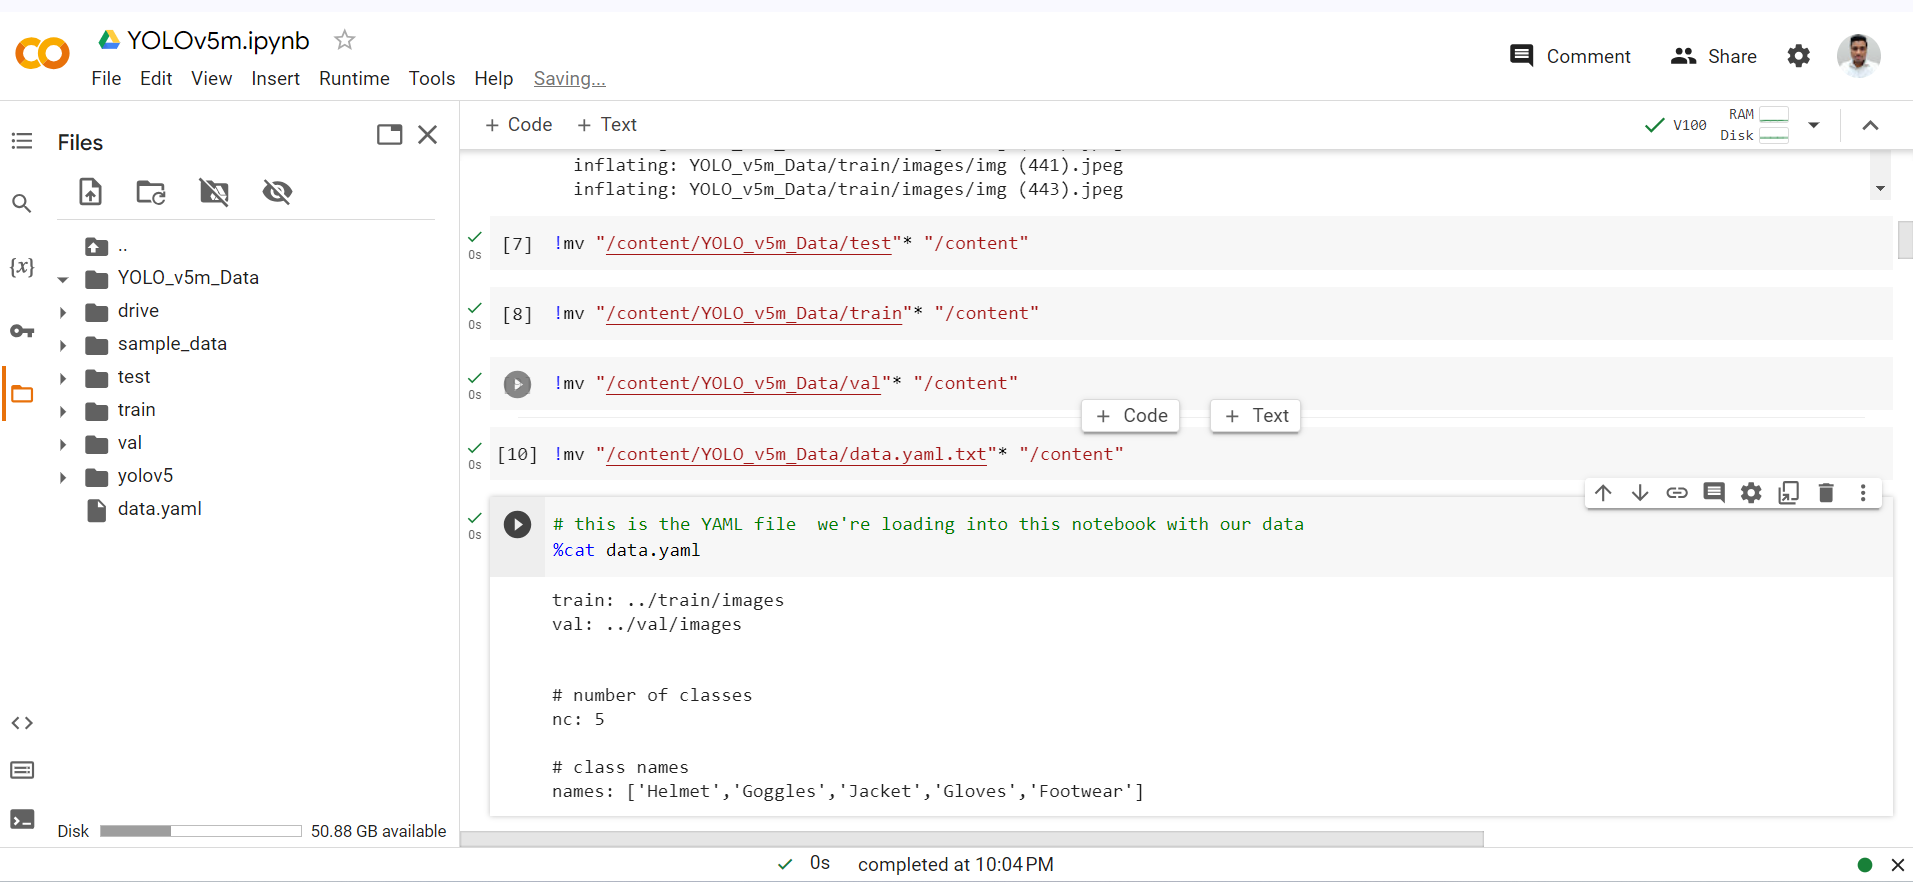 YOLOv5m.ipynb
File Edit View Insert Runtime Tools Help Saving...
Comment Share
Files
+ Code + Text
V100 RAM Disk
..
YOLO_v5m_Data
drive
sample_data
test
train
val
yolov5
data.yaml
Disk 50.88 GB available
{x}
inflating: YOLO_v5m_Data/train/images/img (441).jpeg
inflating: YOLO_v5m_Data/train/images/img (443).jpeg
0s [7] !mv "/content/YOLO_v5m_Data/test"* "/content"
0s [8] !mv "/content/YOLO_v5m_Data/train"* "/content"
0s !mv "/content/YOLO_v5m_Data/val"* "/content"
+ Code + Text
0s [10] !mv "/content/YOLO_v5m_Data/data.yaml.txt"* "/content"
0s # this is the YAML file  we're loading into this notebook with our data
%cat data.yaml
train: ../train/images
val: ../val/images
# number of classes
nc: 5
# class names
names: ['Helmet','Goggles','Jacket','Gloves','Footwear']
0s completed at 10:04 PM